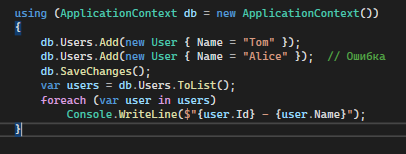 using (ApplicationContext db = new ApplicationContext())
{
    db.Users.Add(new User { Name = "Tom" });
    db.Users.Add(new User { Name = "Alice" });  // Ошибка
    db.SaveChanges();
    var users = db.Users.ToList();
    foreach (var user in users)
        Console.WriteLine($"{user.Id} - {user.Name}");
}